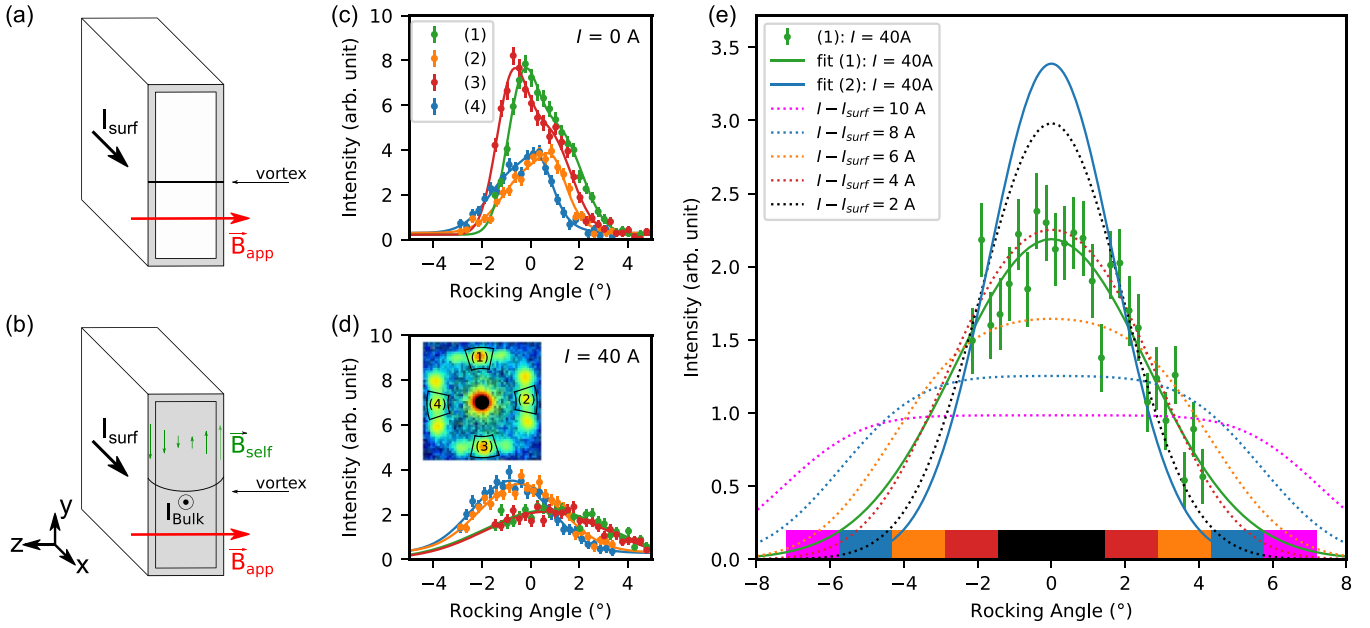 (a)
I_surf
vortex
B_app
(b)
I_surf
B_self
vortex
I_Bulk
B_app
y
z
x
(c)
Intensity (arb. unit)
10
8
6
4
2
0
(1)
(2)
(3)
(4)
I = 0 A
−4 −2 0 2 4
Rocking Angle (°)
(d)
Intensity (arb. unit)
10
8
6
4
2
0
I = 40 A
(1)
(2)
(4)
(3)
−4 −2 0 2 4
Rocking Angle (°)
(e)
Intensity (arb. unit)
3.5
3.0
2.5
2.0
1.5
1.0
0.5
0.0
(1): I = 40A
fit (1): I = 40A
fit (2): I = 40A
I − I_surf = 10 A
I − I_surf = 8 A
I − I_surf = 6 A
I − I_surf = 4 A
I − I_surf = 2 A
−8 −6 −4 −2 0 2 4 6 8
Rocking Angle (°)